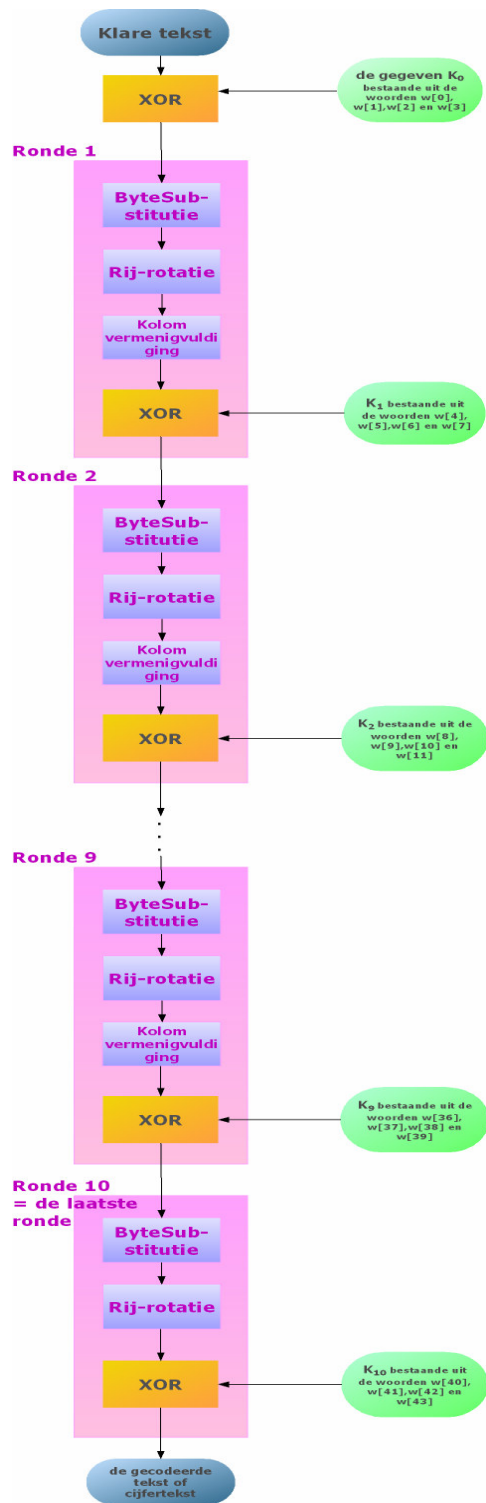 Klare tekst
XOR
de gegeven K0
bestaande uit de
woorden w[0],
w[1],w[2] en w[3]
Ronde 1
ByteSub-
stitutie
Rij-rotatie
Kolom
vermenigvuldi
ging
XOR
K1 bestaande uit
de woorden w[4],
w[5],w[6] en w[7]
Ronde 2
ByteSub-
stitutie
Rij-rotatie
Kolom
vermenigvuldi
ging
XOR
K2 bestaande uit de
woorden w[8],
w[9],w[10] en
w[11]
Ronde 9
ByteSub-
stitutie
Rij-rotatie
Kolom
vermenigvuldi
ging
XOR
K9 bestaande uit de
woorden w[36],
w[37],w[38] en
w[39]
Ronde 10
= de laatste
ronde
ByteSub-
stitutie
Rij-rotatie
XOR
K10 bestaande uit
de woorden w[40],
w[41],w[42] en
w[43]
de gecodeerde
tekst of
cijfertekst